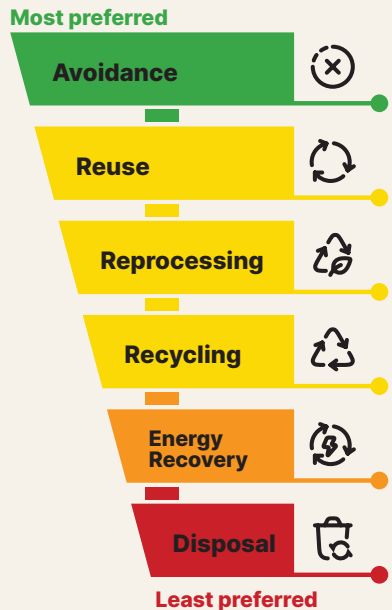 Most preferred
Avoidance
Reuse
Reprocessing
Recycling
Energy
Recovery
Disposal
Least preferred